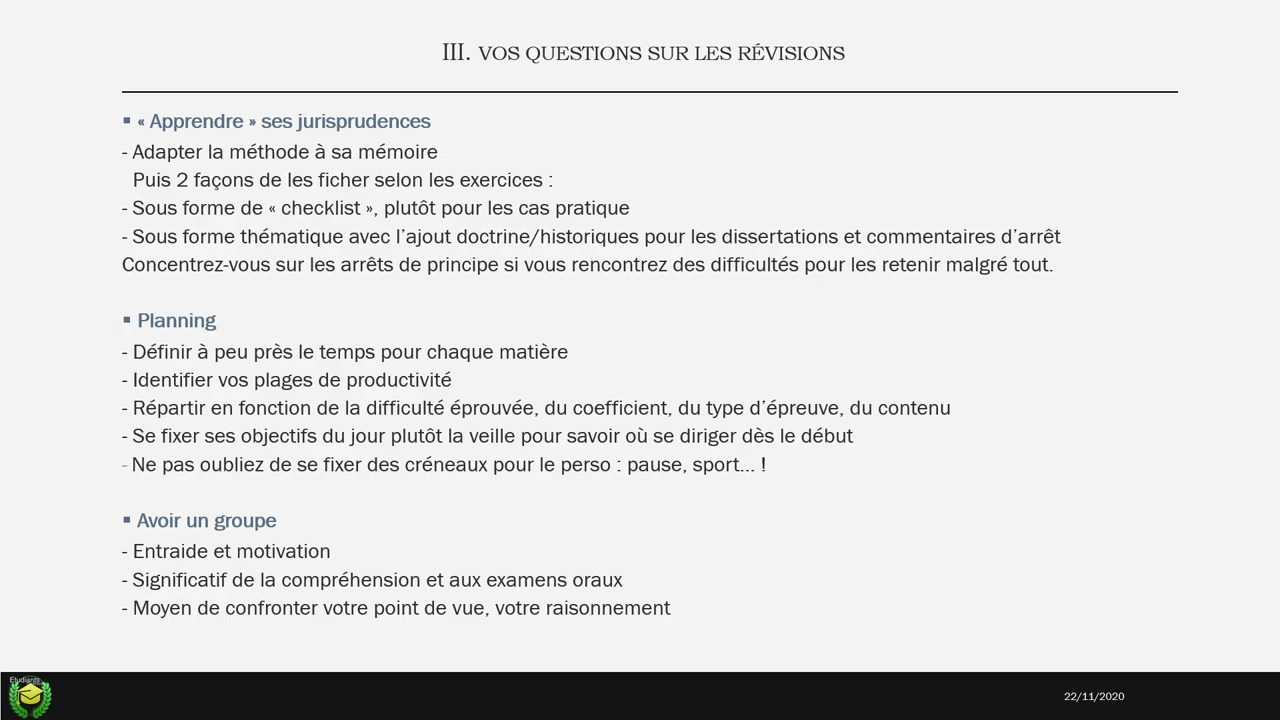 III. VOS QUESTIONS SUR LES RÉVISIONS
▪ « Apprendre » ses jurisprudences
- Adapter la méthode à sa mémoire
Puis 2 façons de les ficher selon les exercices :
- Sous forme de « checklist », plutôt pour les cas pratique
- Sous forme thématique avec l’ajout doctrine/historiques pour les dissertations et commentaires d’arrêt
Concentrez-vous sur les arrêts de principe si vous rencontrez des difficultés pour les retenir malgré tout.
▪ Planning
- Définir à peu près le temps pour chaque matière
- Identifier vos plages de productivité
- Répartir en fonction de la difficulté éprouvée, du coefficient, du type d’épreuve, du contenu
- Se fixer ses objectifs du jour plutôt la veille pour savoir où se diriger dès le début
- Ne pas oubliez de se fixer des créneaux pour le perso : pause, sport... !
▪ Avoir un groupe
- Entraide et motivation
- Significatif de la compréhension et aux examens oraux
- Moyen de confronter votre point de vue, votre raisonnement
Etudiants
22/11/2020